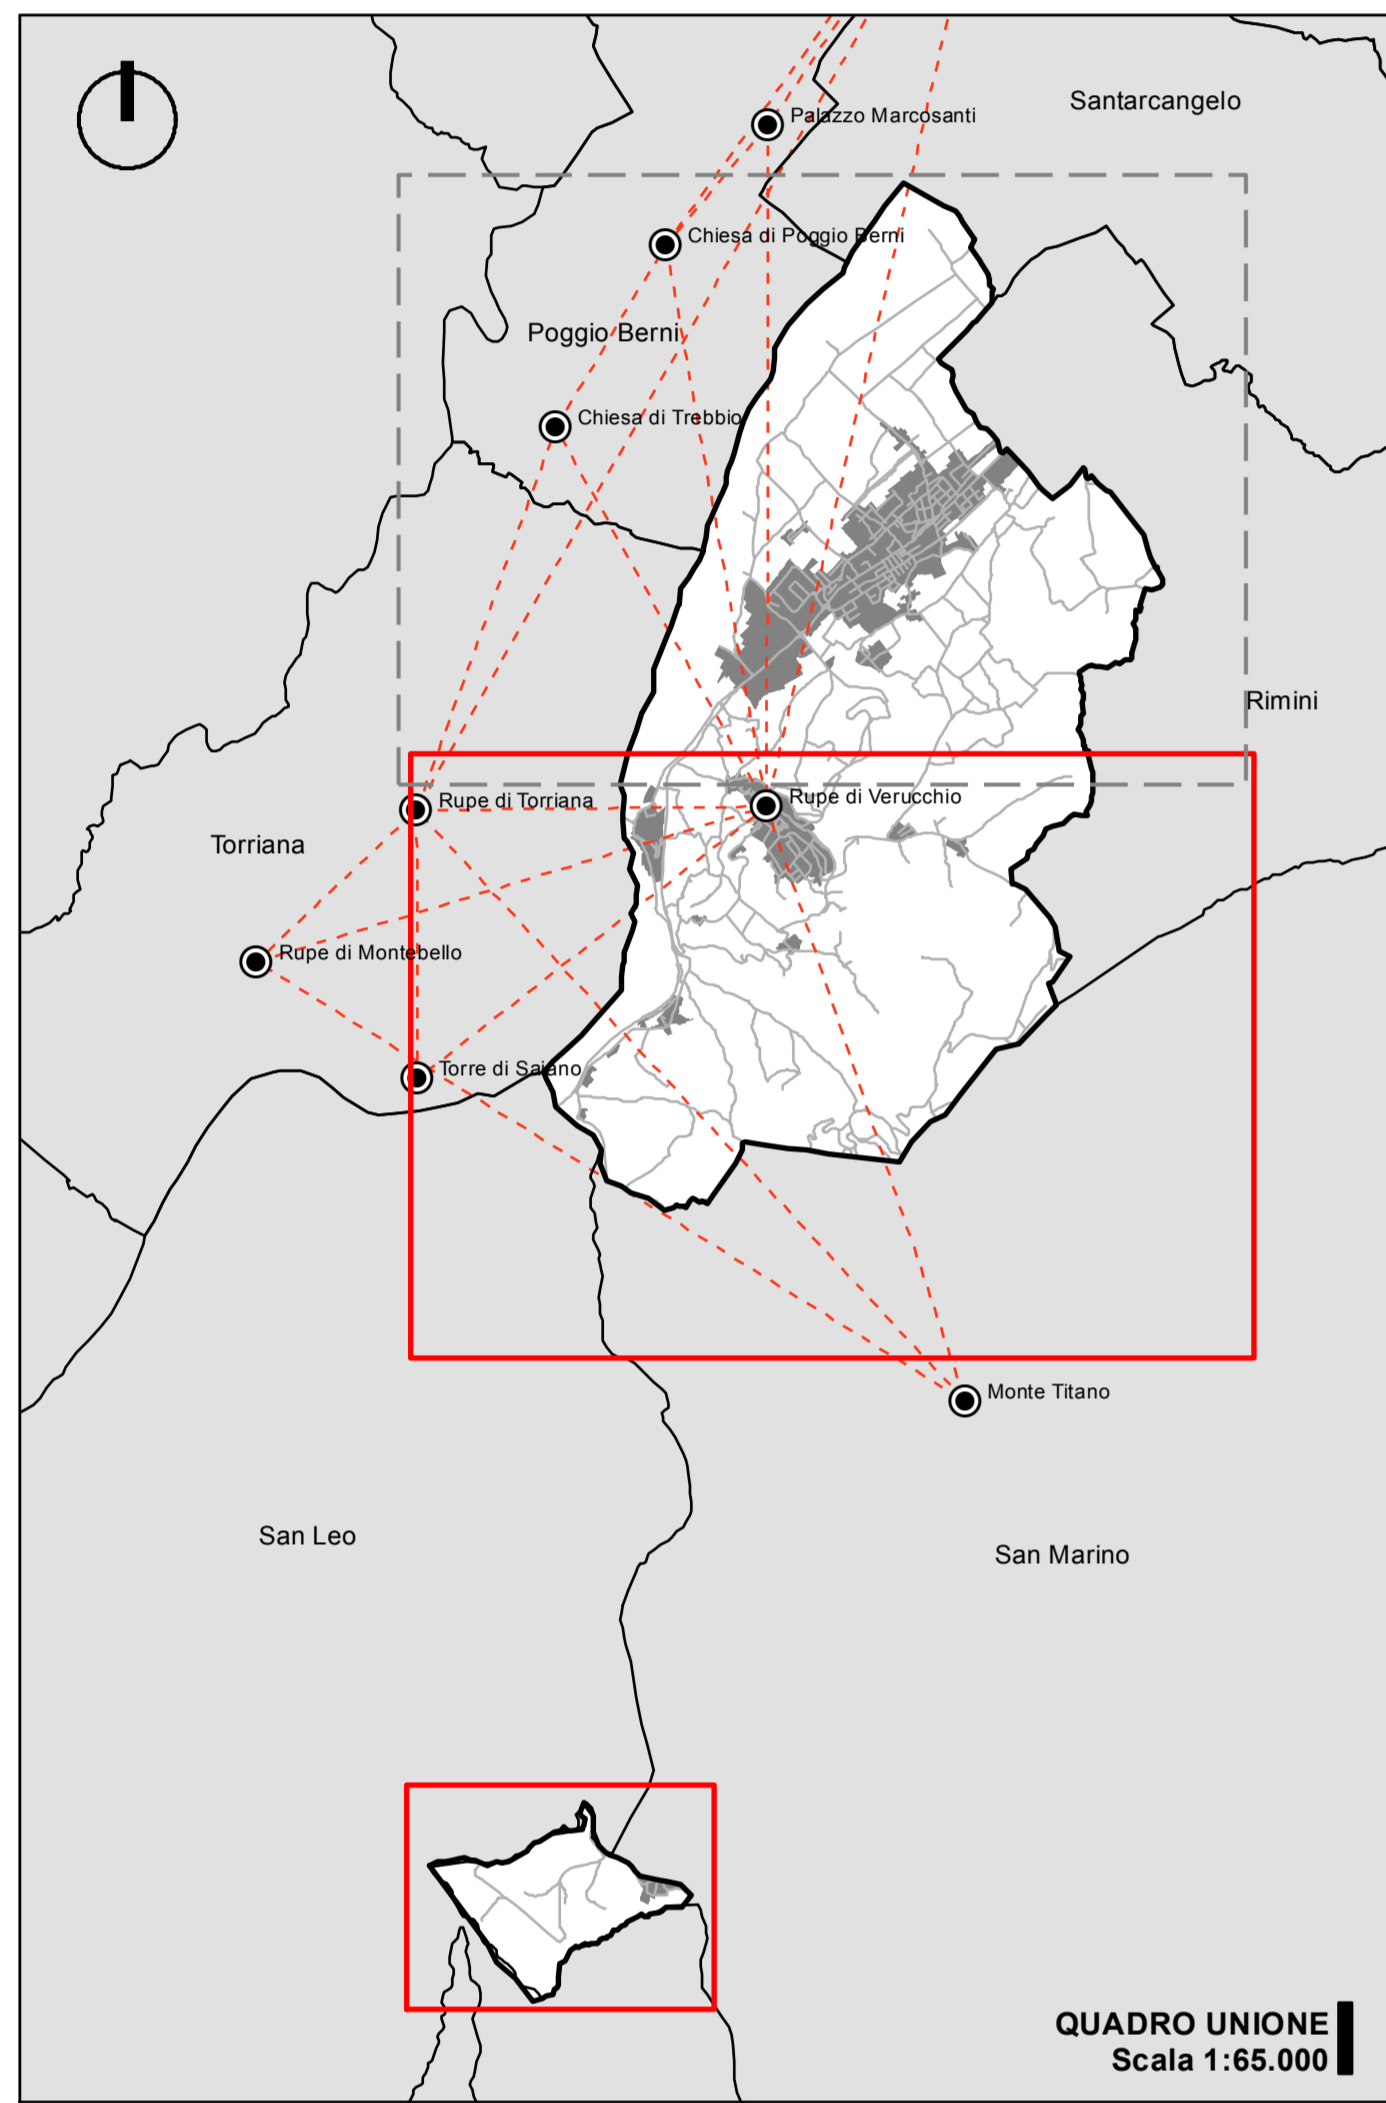 Santarcangelo
Palazzo Marcosanti
Chiesa di Poggio Berni
Poggio Berni
Chiesa di Trebbio
Rimini
Rupe di Verucchio
Rupe di Torriana
Torriana
Rupe di Montebello
Torre di Saiano
Monte Titano
San Leo
San Marino
QUADRO UNIONE
Scala 1:65.000